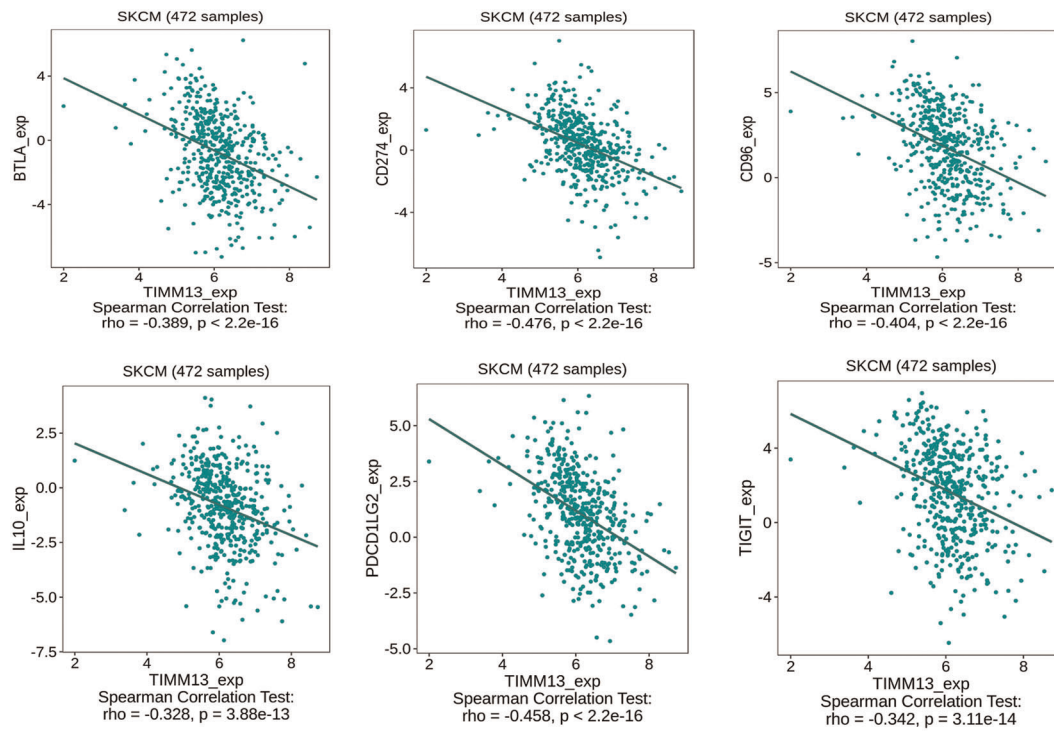 SKCM (472 samples)
BTLA_exp
4
0
-4
2
4
6
8
TIMM13_exp
Spearman Correlation Test:
rho = -0.389, p < 2.2e-16
SKCM (472 samples)
CD274_exp
4
0
-4
2
4
6
8
TIMM13_exp
Spearman Correlation Test:
rho = -0.476, p < 2.2e-16
SKCM (472 samples)
CD96_exp
5
0
-5
2
4
6
8
TIMM13_exp
Spearman Correlation Test:
rho = -0.404, p < 2.2e-16
SKCM (472 samples)
IL10_exp
2.5
0.0
-2.5
-5.0
-7.5
2
4
6
8
TIMM13_exp
Spearman Correlation Test:
rho = -0.328, p = 3.88e-13
SKCM (472 samples)
PDCD1LG2_exp
5.0
2.5
0.0
-2.5
-5.0
2
4
6
8
TIMM13_exp
Spearman Correlation Test:
rho = -0.458, p < 2.2e-16
SKCM (472 samples)
TIGIT_exp
4
0
-4
2
4
6
8
TIMM13_exp
Spearman Correlation Test:
rho = -0.342, p = 3.11e-14